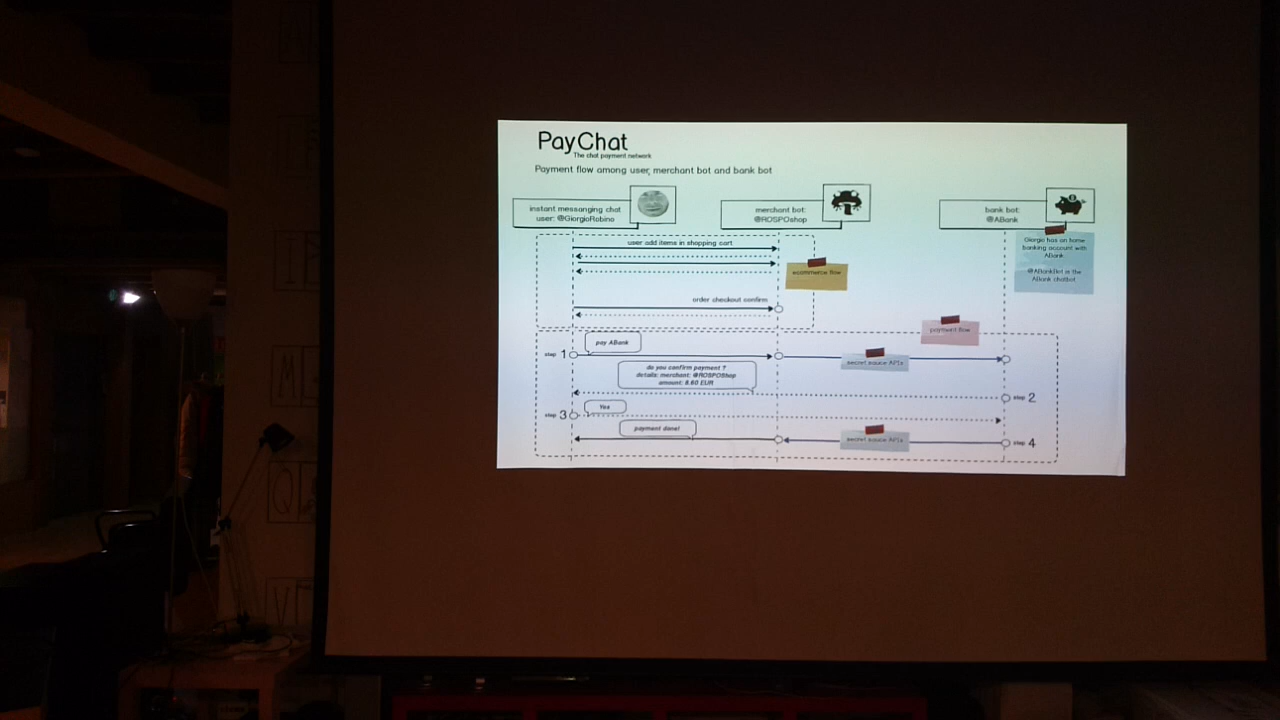 PayChat
The chat payment network
Payment flow among user, merchant bot and bank bot
instant messanging chat
user: @GiorgioRobino
merchant bot:
@ROSPOshop
bank bot:
@ABank
Giorgio has an home
banking account with
ABank
@ABankBot is the
ABank chatbot
user add items in shopping cart
ecommerce flow
order checkout confirm
payment flow
step 1
pay ABank
secret sauce APIs
do you confirm payment ?
details: merchant: @ROSPOShop
amount: 8.60 EUR
step 2
step 3
Yes
payment done!
secret sauce APIs
step 4
M
Q
V